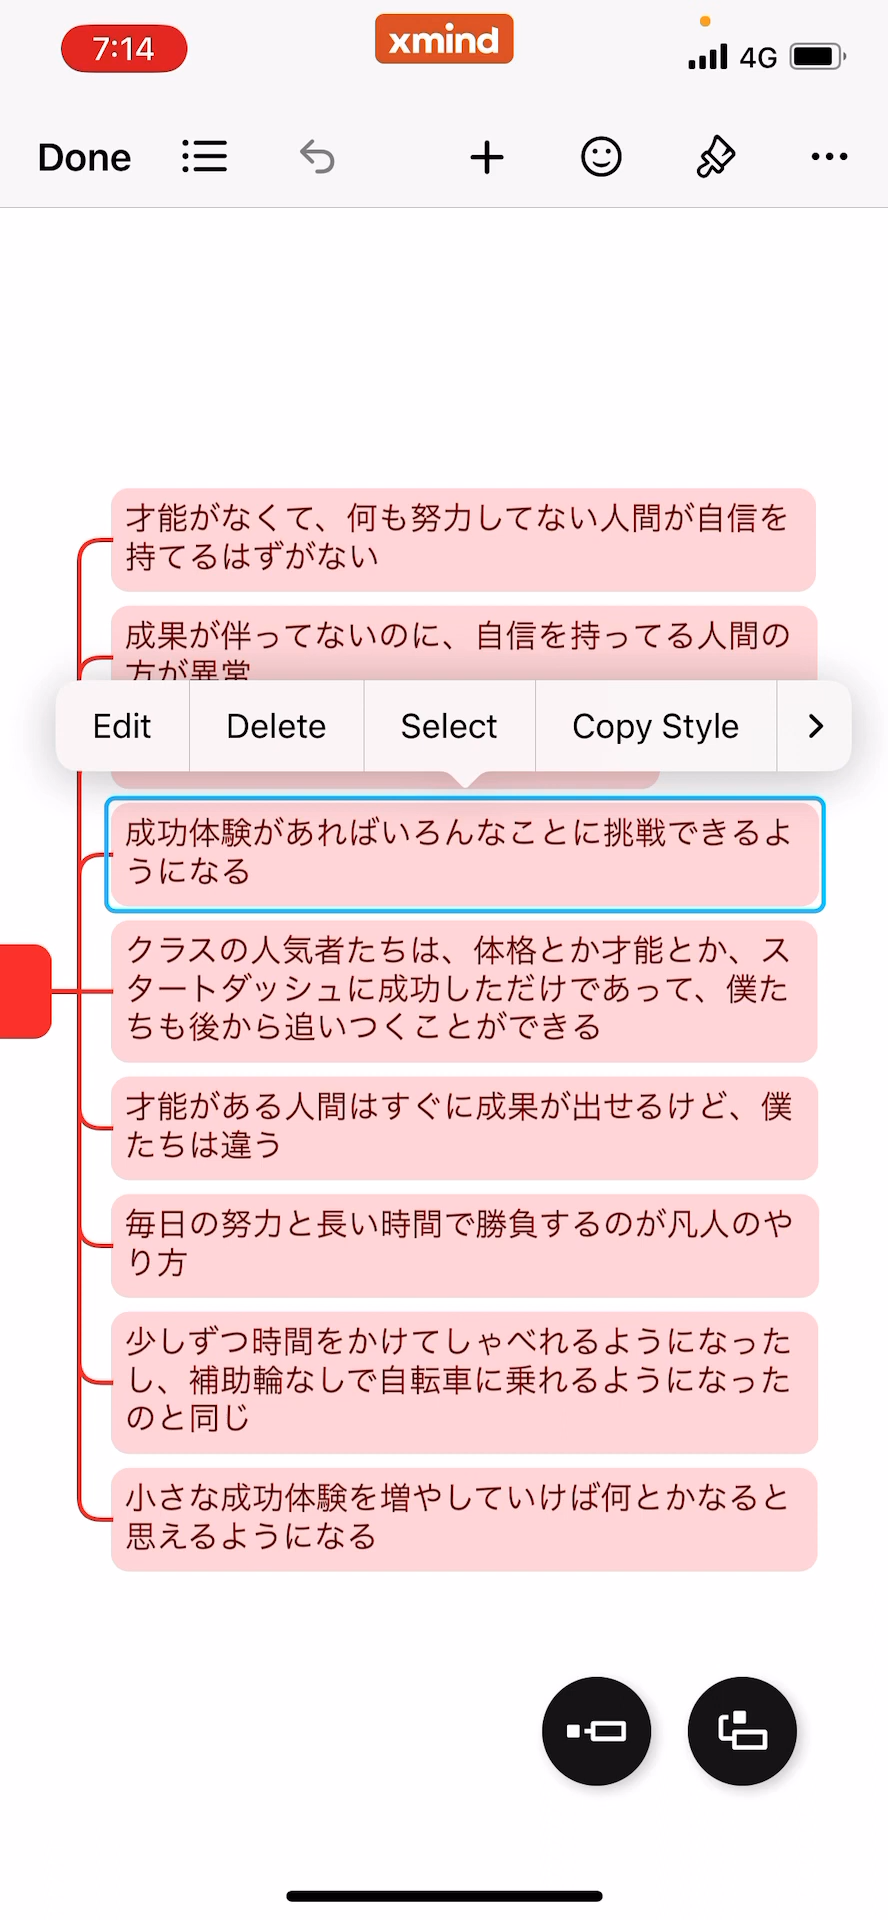 7:14
xmind
4G
Done
才能がなくて、何も努力してない人間が自信を
持てるはずがない
成果が伴ってないのに、自信を持ってる人間の
方が異常
Edit
Delete
Select
Copy Style
成功体験があればいろんなことに挑戦できるよ
うになる
クラスの人気者たちは、体格とか才能とか、ス
タートダッシュに成功しただけであって、僕た
ちも後から追いつくことができる
才能がある人間はすぐに成果が出せるけど、僕
たちは違う
毎日の努力と長い時間で勝負するのが凡人のや
り方
少しずつ時間をかけてしゃべれるようになった
し、補助輪なしで自転車に乗れるようになった
のと同じ
小さな成功体験を増やしていけば何とかなると
思えるようになる